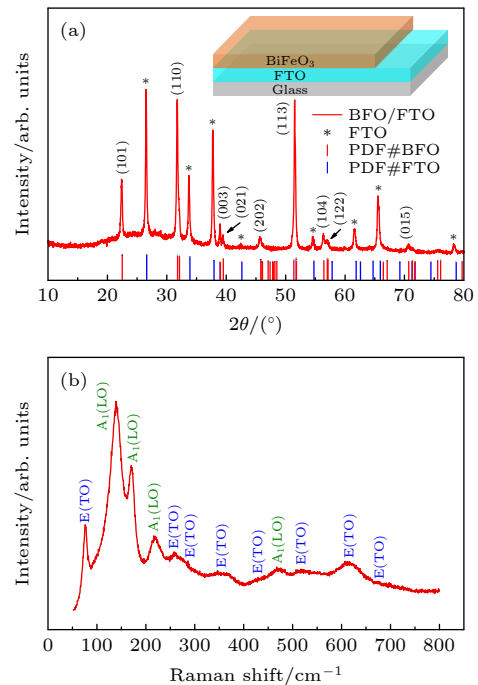 (a)
Intensity/arb. units
BiFeO₃
FTO
Glass
BFO/FTO
* FTO
PDF#BFO
PDF#FTO
(101)
*
(110)
*
*
(003)
(021)
*
(202)
(113)
*
(104)
(122)
*
*
(015)
*
10 20 30 40 50 60 70 80
2θ/(°)
(b)
Intensity/arb. units
E(TO)
A₁(LO)
A₁(LO)
A₁(LO)
E(TO)
E(TO)
E(TO)
E(TO)
A₁(LO)
E(TO)
E(TO)
E(TO)
0 100 200 300 400 500 600 700 800
Raman shift/cm⁻¹